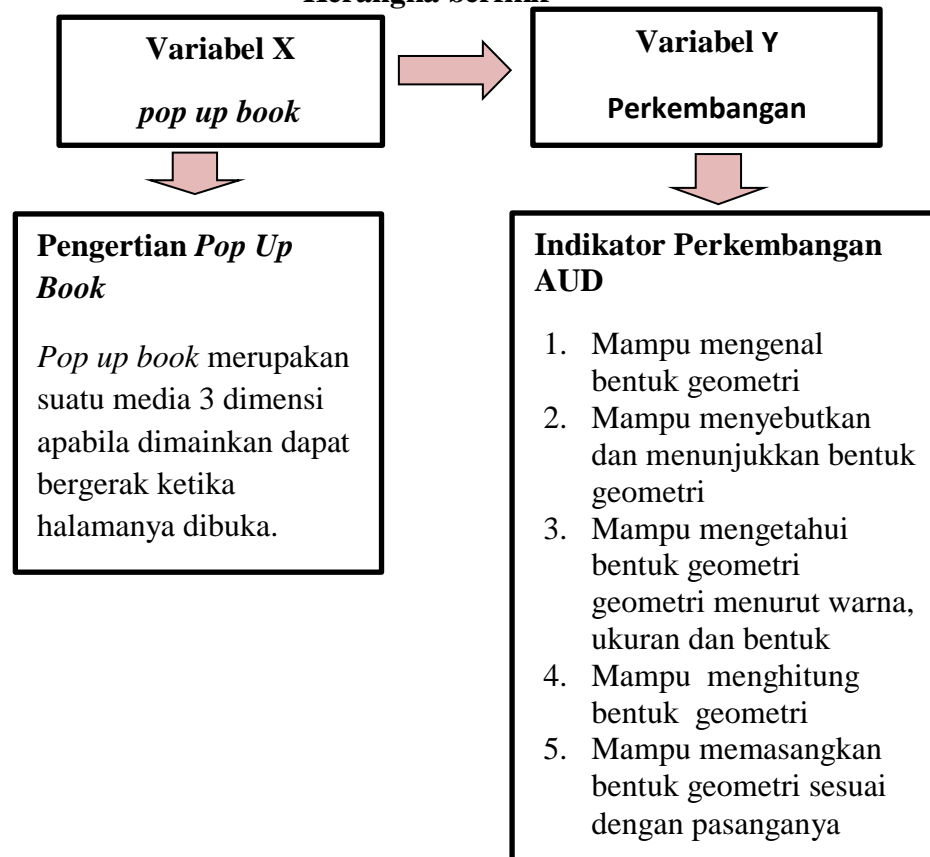 Variabel X
pop up book
Variabel Y
Perkembangan
Pengertian Pop Up
Book
Pop up book merupakan
suatu media 3 dimensi
apabila dimainkan dapat
bergerak ketika
halamanya dibuka.
Indikator Perkembangan
AUD
1. Mampu mengenal
bentuk geometri
2. Mampu menyebutkan
dan menunjukkan bentuk
geometri
3. Mampu mengetahui
bentuk geometri
geometri menurut warna,
ukuran dan bentuk
4. Mampu menghitung
bentuk geometri
5. Mampu memasangkan
bentuk geometri sesuai
dengan pasanganya